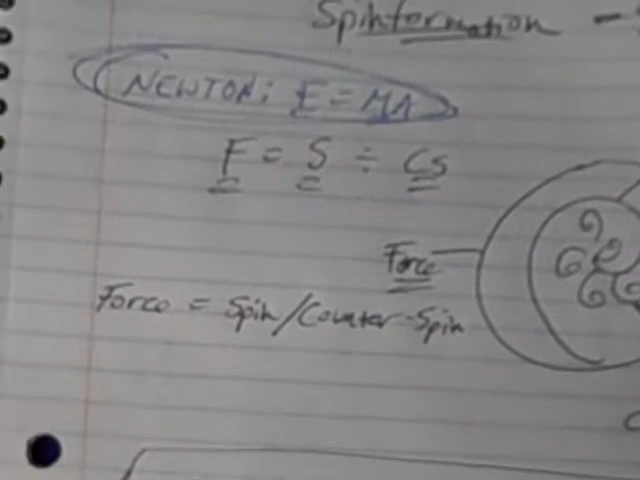 Spinformation -
NEWTON: F = MA
F = S ÷ CS
Force
Force = Spin/Counter-Spin